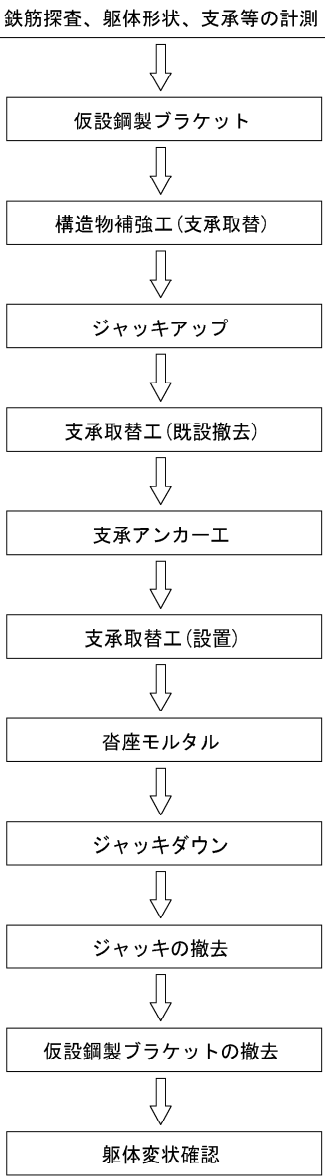 鉄筋探査、躯体形状、支承等の計測
仮設鋼製ブラケット
構造物補強工(支承取替)
ジャッキアップ
支承取替工(既設撤去)
支承アンカー工
支承取替工(設置)
沓座モルタル
ジャッキダウン
ジャッキの撤去
仮設鋼製ブラケットの撤去
躯体変状確認